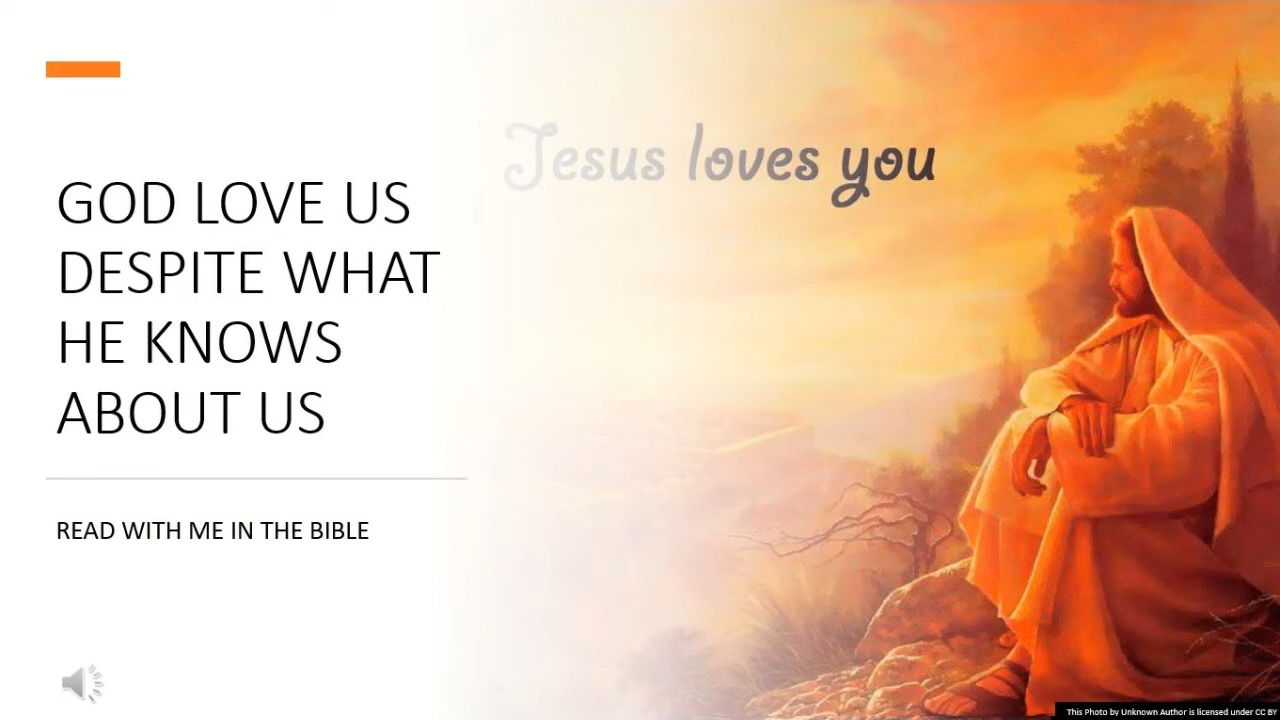 Jesus loves you
GOD LOVE US
DESPITE WHAT
HE KNOWS
ABOUT US
READ WITH ME IN THE BIBLE
This Photo by Unknown Author is licensed under CC BY